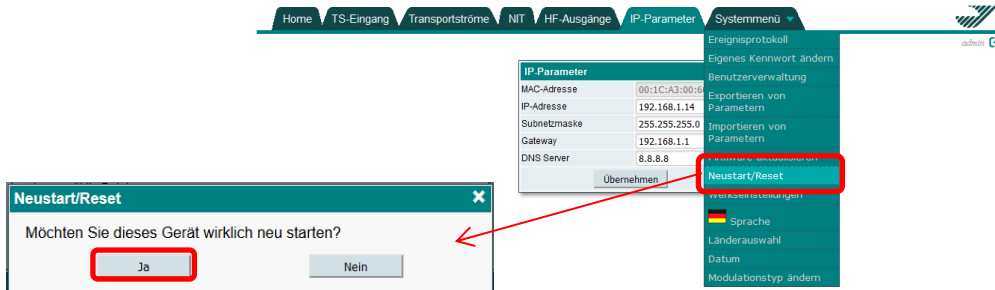 Home TS-Eingang Transportströme NIT HF-Ausgänge IP-Parameter Systemmenü
admin
Ereignisprotokoll
Eigenes Kennwort ändern
Benutzerverwaltung
Exportieren von
Parametern
Importieren von
Parametern
Firmware aktualisieren
Neustart/Reset
Werkseinstellungen
Sprache
Länderauswahl
Datum
Modulationstyp ändern
IP-Parameter
MAC-Adresse 00:1C:A3:00:6
IP-Adresse 192.168.1.14
Subnetzmaske 255.255.255.0
Gateway 192.168.1.1
DNS Server 8.8.8.8
Übernehmen
Neustart/Reset
Möchten Sie dieses Gerät wirklich neu starten?
Ja Nein